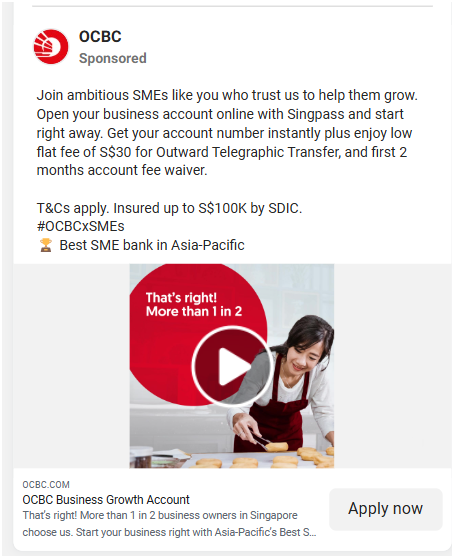 OCBC
Sponsored
Join ambitious SMEs like you who trust us to help them grow.
Open your business account online with Singpass and start
right away. Get your account number instantly plus enjoy low
flat fee of S$30 for Outward Telegraphic Transfer, and first 2
months account fee waiver.
T&Cs apply. Insured up to S$100K by SDIC.
#OCBCxSMEs
🏆 Best SME bank in Asia-Pacific
That's right!
More than 1 in 2
OCBC.COM
OCBC Business Growth Account
That's right! More than 1 in 2 business owners in Singapore
choose us. Start your business right with Asia-Pacific's Best S...
Apply now